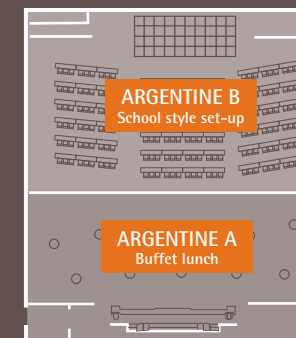 ARGENTINE B
School style set-up
ARGENTINE A
Buffet lunch